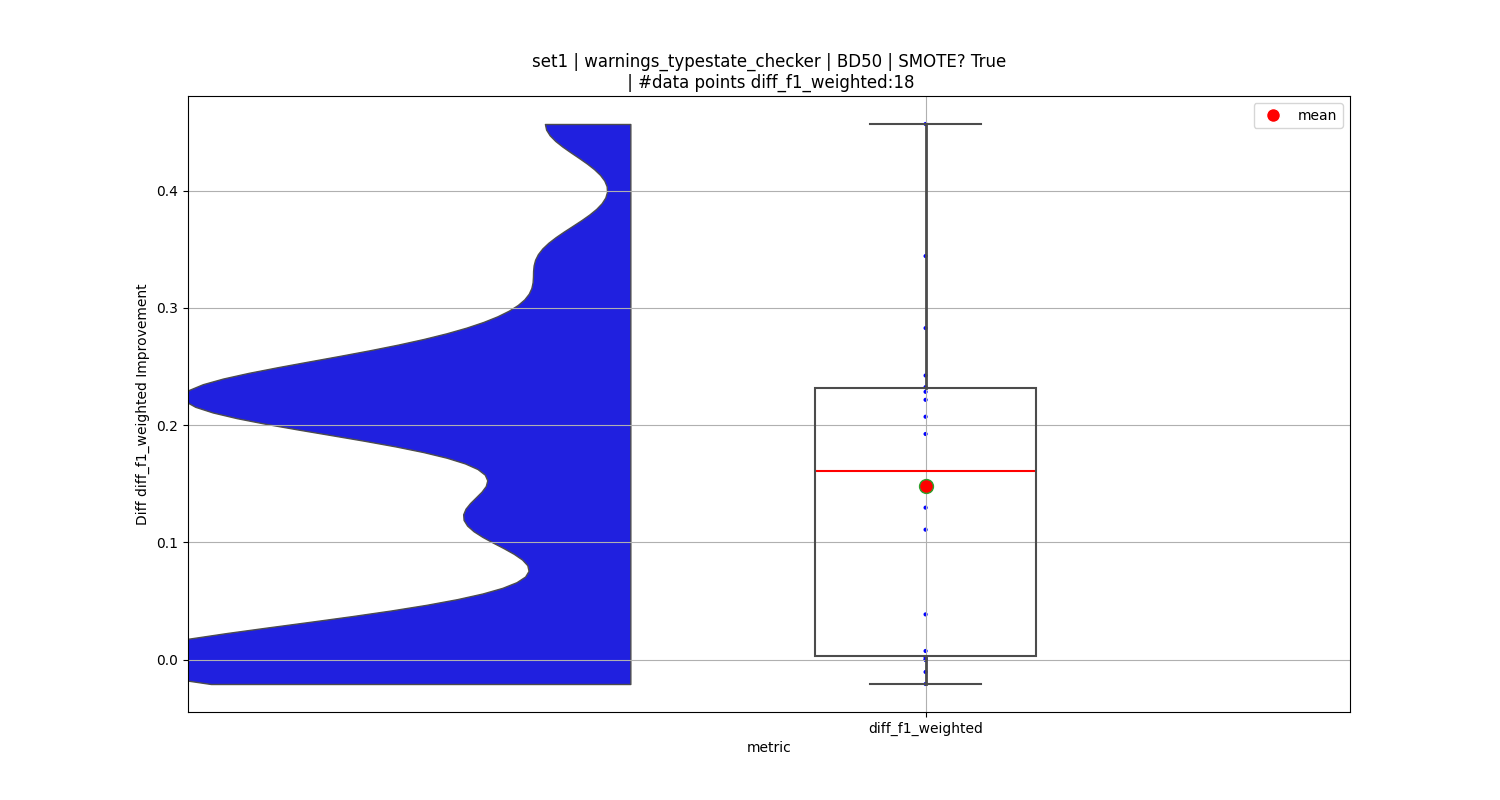 set1 | warnings_typestate_checker | BD50 | SMOTE? True
| #data points diff_f1_weighted:18
mean
0.4
0.3
0.2
0.1
0.0
Diff diff_f1_weighted Improvement
diff_f1_weighted
metric